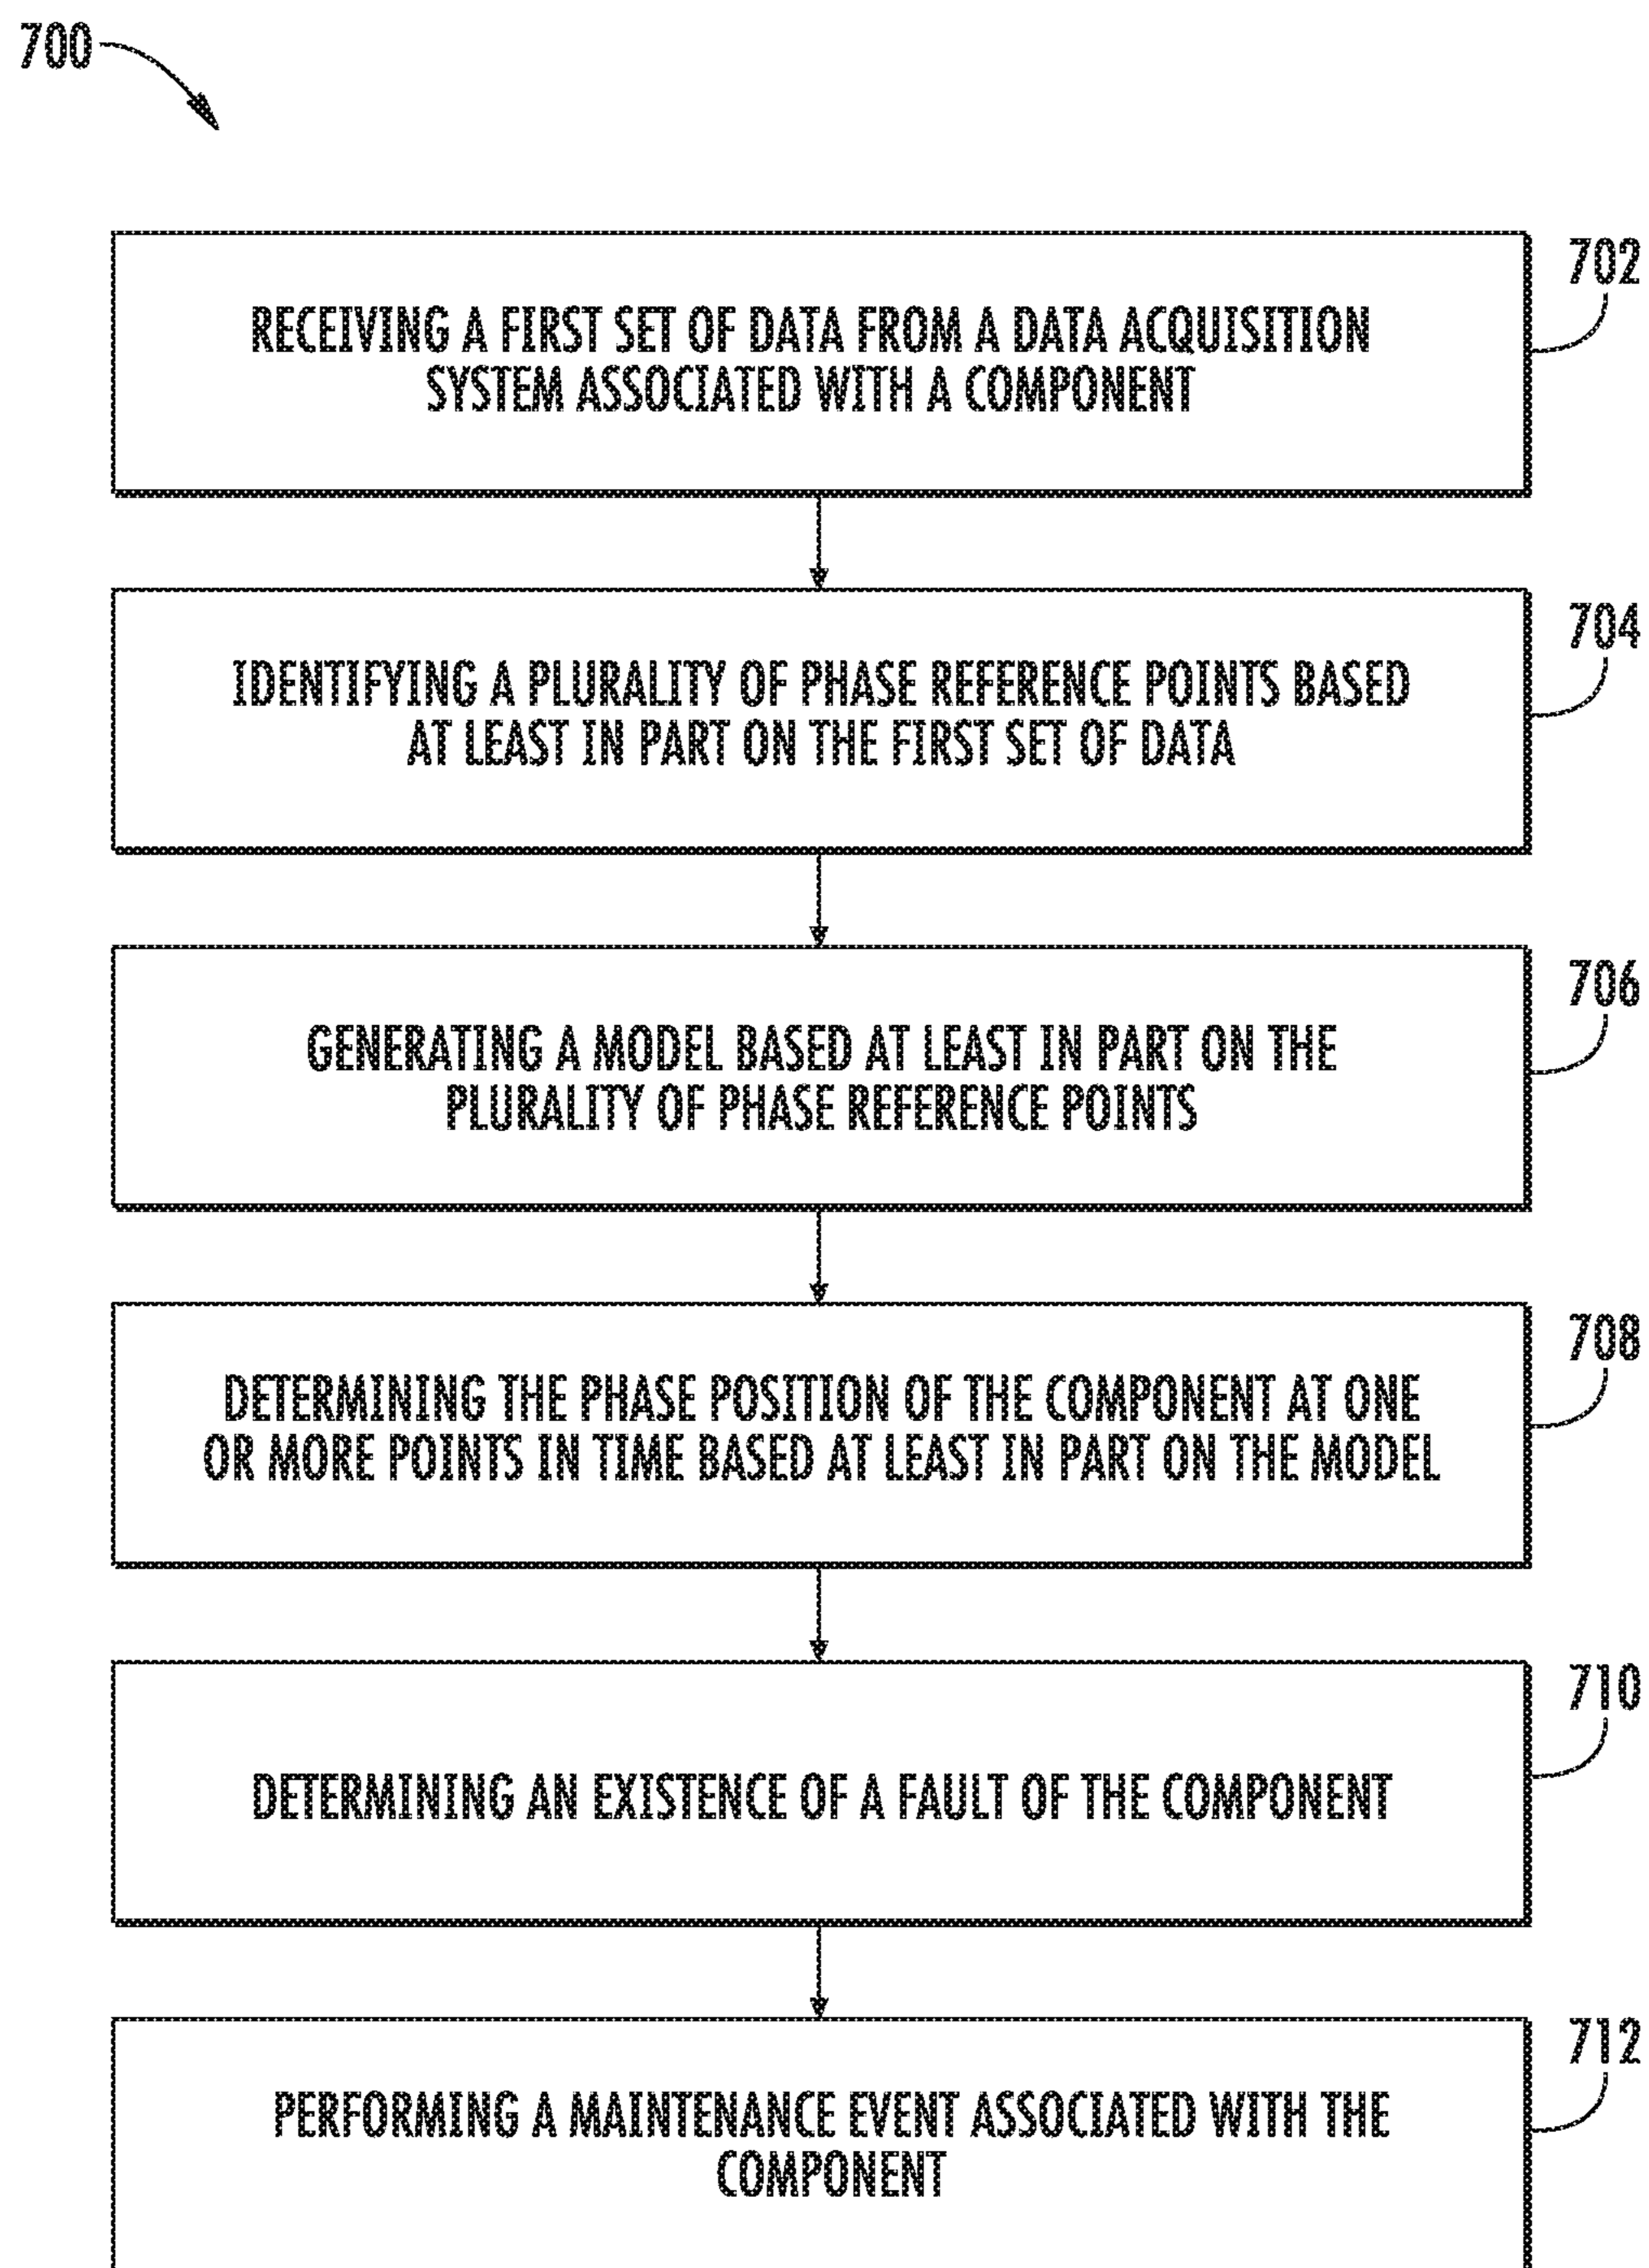 700
702
RECEIVING A FIRST SET OF DATA FROM A DATA ACQUISITION
SYSTEM ASSOCIATED WITH A COMPONENT
704
IDENTIFYING A PLURALITY OF PHASE REFERENCE POINTS BASED
AT LEAST IN PART ON THE FIRST SET OF DATA
706
GENERATING A MODEL BASED AT LEAST IN PART ON THE
PLURALITY OF PHASE REFERENCE POINTS
708
DETERMINING THE PHASE POSITION OF THE COMPONENT AT ONE
OR MORE POINTS IN TIME BASED AT LEAST IN PART ON THE MODEL
710
DETERMINING AN EXISTENCE OF A FAULT OF THE COMPONENT
712
PERFORMING A MAINTENANCE EVENT ASSOCIATED WITH THE
COMPONENT